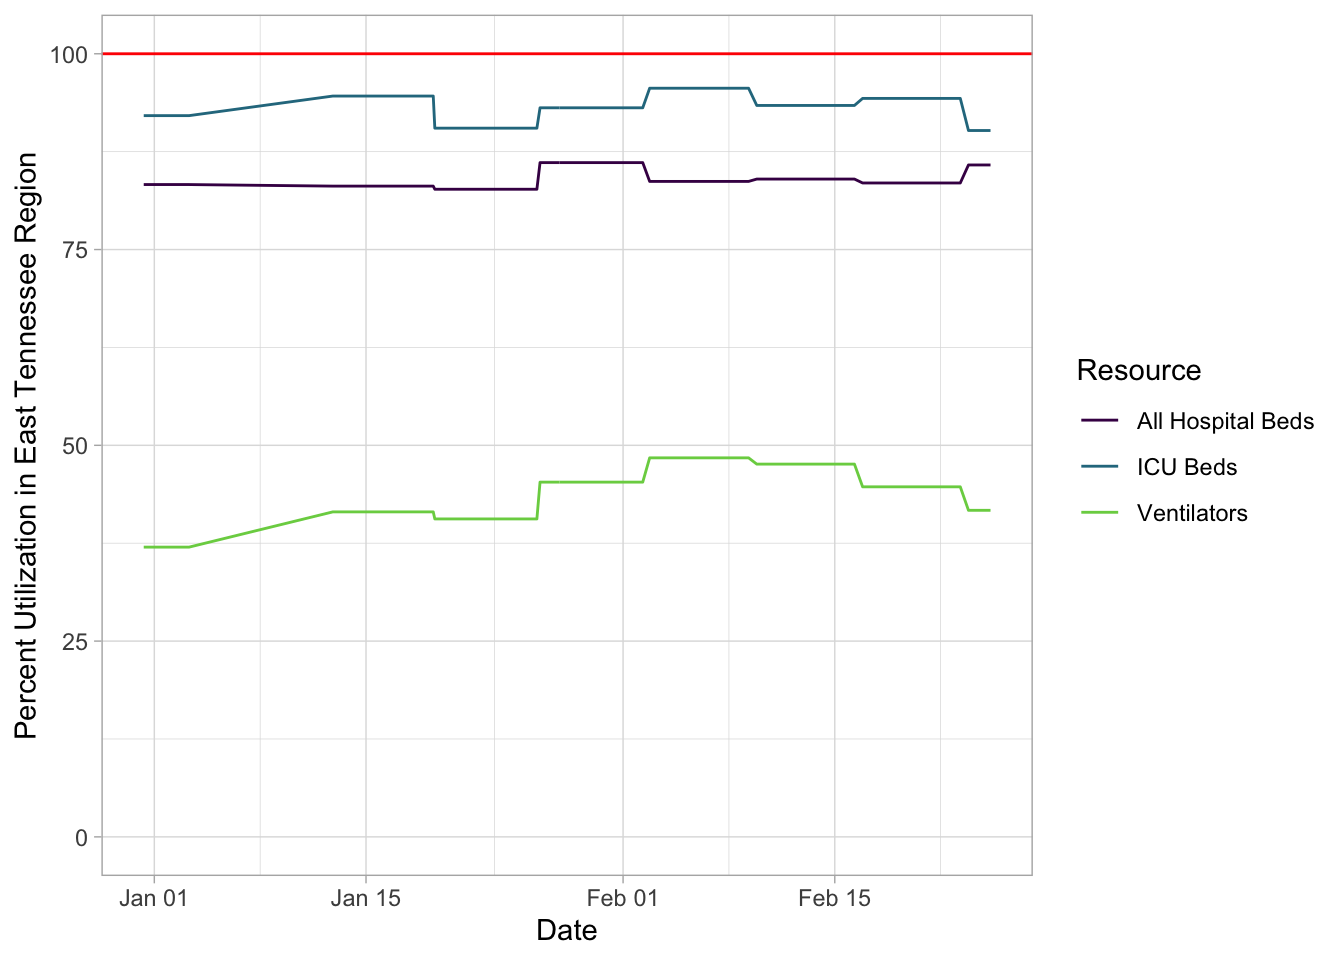 Percent Utilization in East Tennessee Region
100
75
50
25
0
Jan 01
Jan 15
Feb 01
Feb 15
Date
Resource
All Hospital Beds
ICU Beds
Ventilators